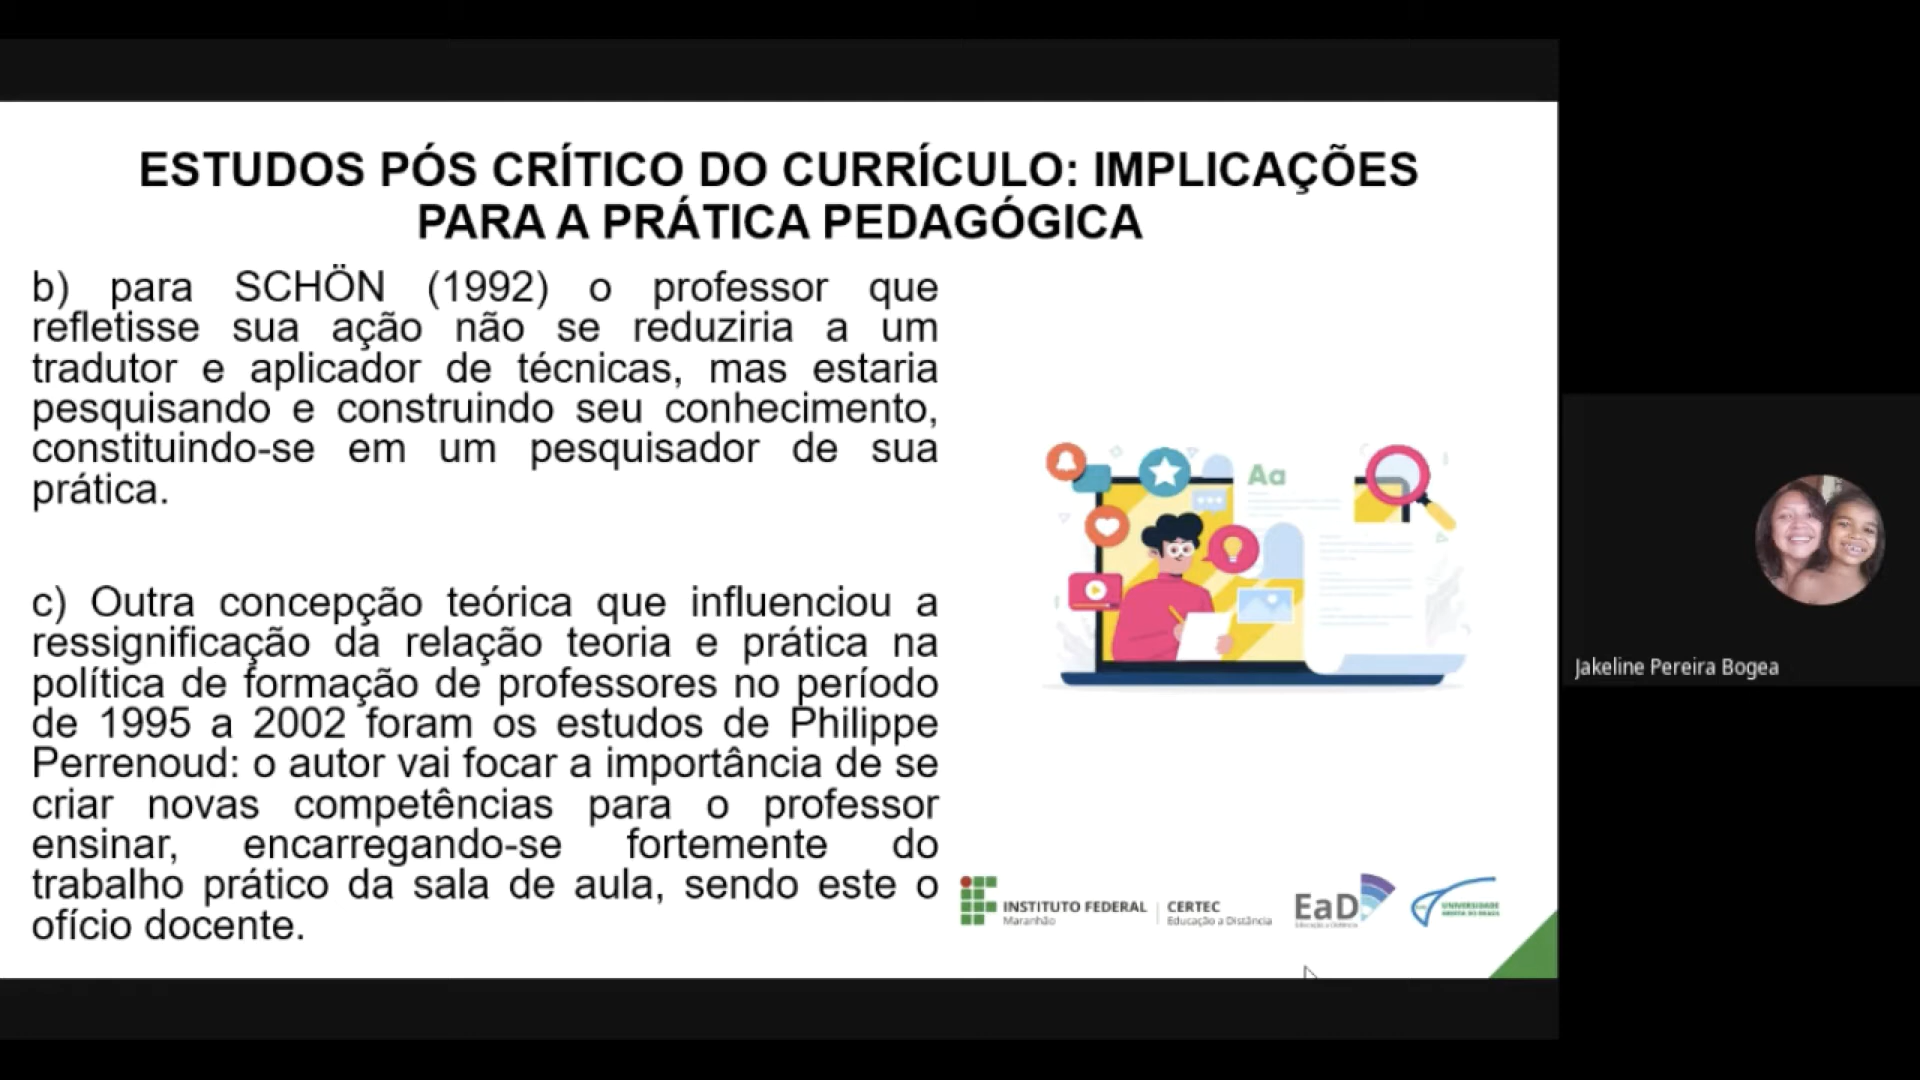 ESTUDOS PÓS CRÍTICO DO CURRÍCULO: IMPLICAÇÕES
PARA A PRÁTICA PEDAGÓGICA
b) para SCHÖN (1992) o professor que
refletisse sua ação não se reduziria a um
tradutor e aplicador de técnicas, mas estaria
pesquisando e construindo seu conhecimento,
constituindo-se em um pesquisador de sua
prática.
c) Outra concepção teórica que influenciou a
ressignificação da relação teoria e prática na
política de formação de professores no período
de 1995 a 2002 foram os estudos de Philippe
Perrenoud: o autor vai focar a importância de se
criar novas competências para o professor
ensinar, encarregando-se fortemente do
trabalho prático da sala de aula, sendo este o
ofício docente.
Aa
INSTITUTO FEDERAL
Maranhão
CERTEC
Educação a Distância
EaD
UNIVERSIDADE
ABERTA DO BRASIL
Jakeline Pereira Bogea